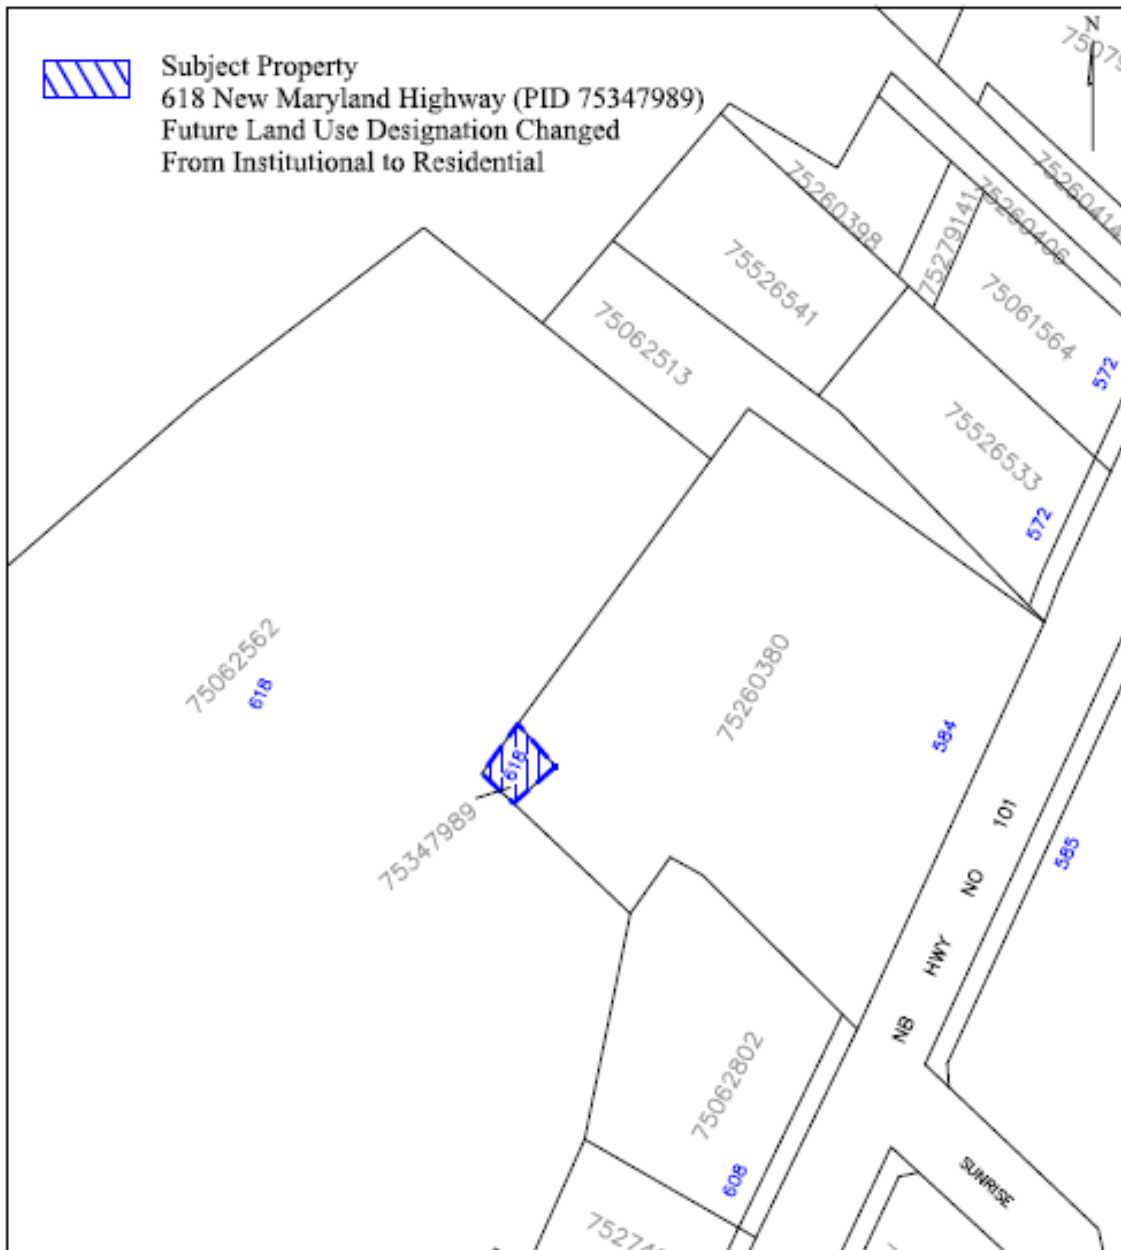 N
Subject Property
618 New Maryland Highway (PID 75347989)
Future Land Use Designation Changed
From Institutional to Residential
75260414
75260398
75279141
75260406
75526541
75061564
75062513
572
75526533
572
75062562
618
75260380
584
618
75347989
NB HWY NO 101
585
75062802
608
SUNRISE